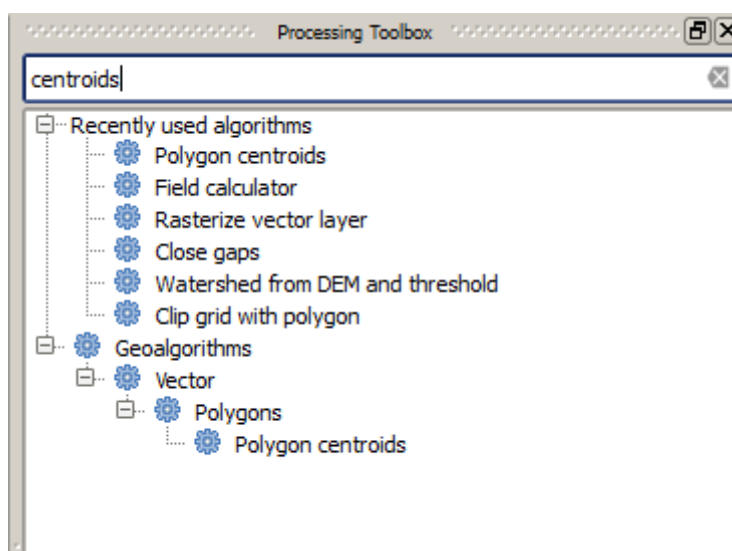 Processing Toolbox
centroids
Recently used algorithms
Polygon centroids
Field calculator
Rasterize vector layer
Close gaps
Watershed from DEM and threshold
Clip grid with polygon
Geoalgorithms
Vector
Polygons
Polygon centroids